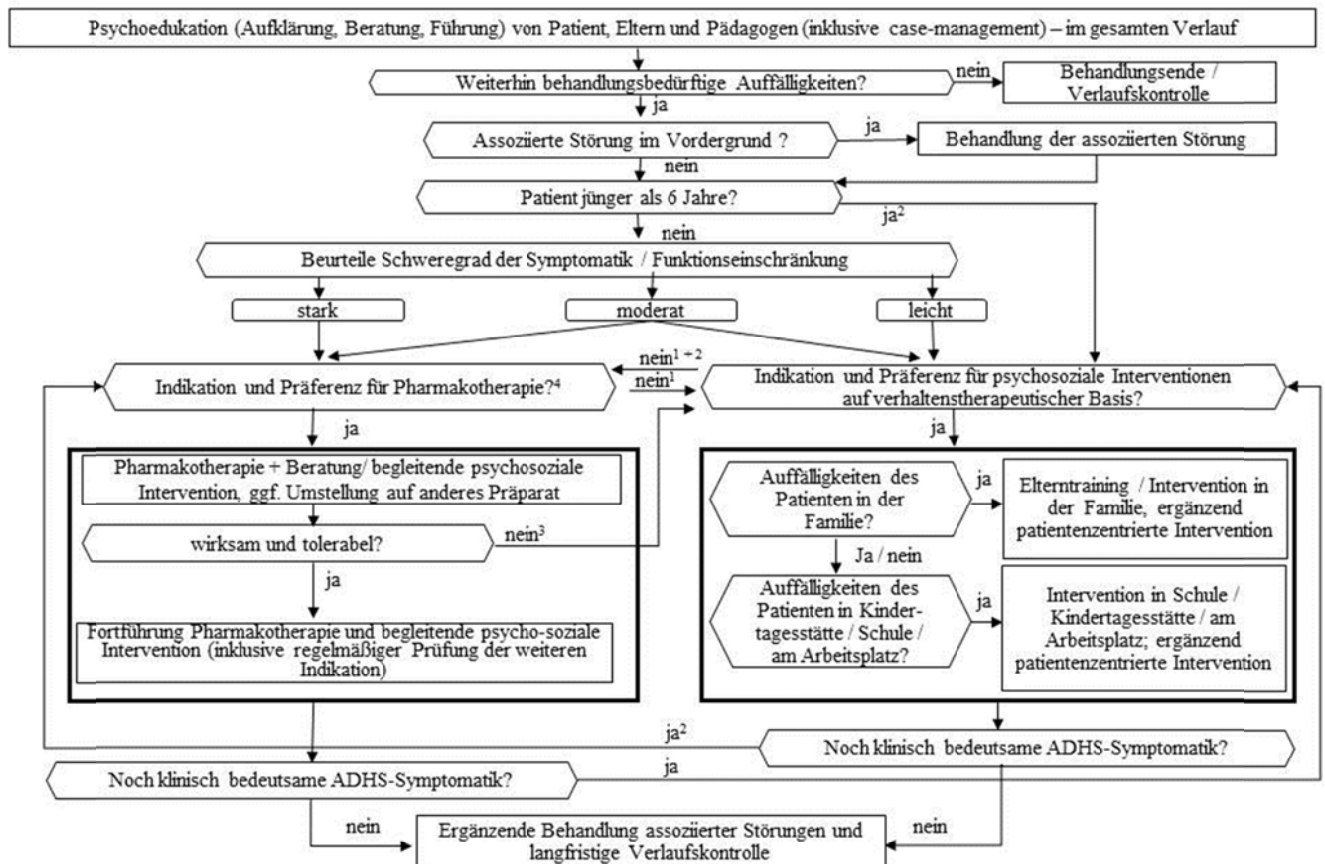 Psychoedukation (Aufklärung, Beratung, Führung) von Patient, Eltern und Pädagogen (inklusive case-management) – im gesamten Verlauf
Weiterhin behandlungsbedürftige Auffälligkeiten?
nein
Behandlungsende /
Verlaufskontrolle
ja
Assoziierte Störung im Vordergrund ?
ja
Behandlung der assoziierten Störung
nein
Patient jünger als 6 Jahre?
ja²
nein
Beurteile Schweregrad der Symptomatik / Funktionseinschränkung
stark
moderat
leicht
nein¹ ⁺ ²
Indikation und Präferenz für Pharmakotherapie?⁴
nein¹
Indikation und Präferenz für psychosoziale Interventionen
auf verhaltenstherapeutischer Basis?
ja
ja
Pharmakotherapie + Beratung/ begleitende psychosoziale
Intervention, ggf. Umstellung auf anderes Präparat
wirksam und tolerabel?
nein³
ja
Fortführung Pharmakotherapie und begleitende psycho-soziale
Intervention (inklusive regelmäßiger Prüfung der weiteren
Indikation)
Auffälligkeiten des
Patienten in der
Familie?
ja
Elterntraining / Intervention in
der Familie, ergänzend
patientenzentrierte Intervention
Ja / nein
Auffälligkeiten des
Patienten in Kinder-
tagesstätte / Schule /
am Arbeitsplatz?
ja
Intervention in Schule /
Kindertagesstätte / am
Arbeitsplatz; ergänzend
patientenzentrierte Intervention
ja²
Noch klinisch bedeutsame ADHS-Symptomatik?
Noch klinisch bedeutsame ADHS-Symptomatik?
ja
nein
Ergänzende Behandlung assoziierter Störungen und
langfristige Verlaufskontrolle
nein